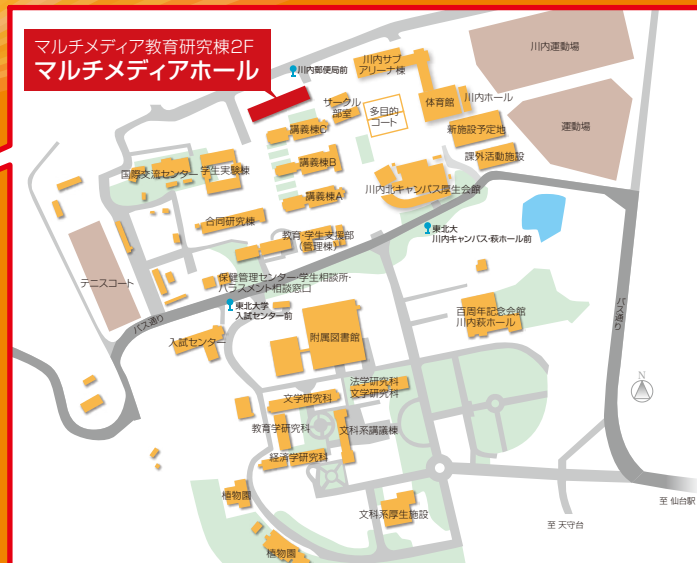 マルチメディア教育研究棟2F
マルチメディアホール
川内郵便局前
川内サブ
アリーナ棟
川内運動場
サークル
部室
多目的
コート
体育館
川内ホール
運動場
新施設予定地
講義棟C
課外活動施設
国際交流センター
学生実験棟
講義棟B
川内北キャンパス厚生会館
講義棟A
合同研究棟
教育・学生支援部
(管理棟)
東北大
川内キャンパス・萩ホール前
テニスコート
保健管理センター・学生相談所・
ハラスメント相談窓口
東北大学
入試センター前
バス通り
バス通り
入試センター
附属図書館
百周年記念会館
川内萩ホール
N
法学研究科
文学研究科
文学研究科
教育学研究科
文科系講議棟
経済学研究科
植物園
文科系厚生施設
至 仙台駅
至 天守台
植物園